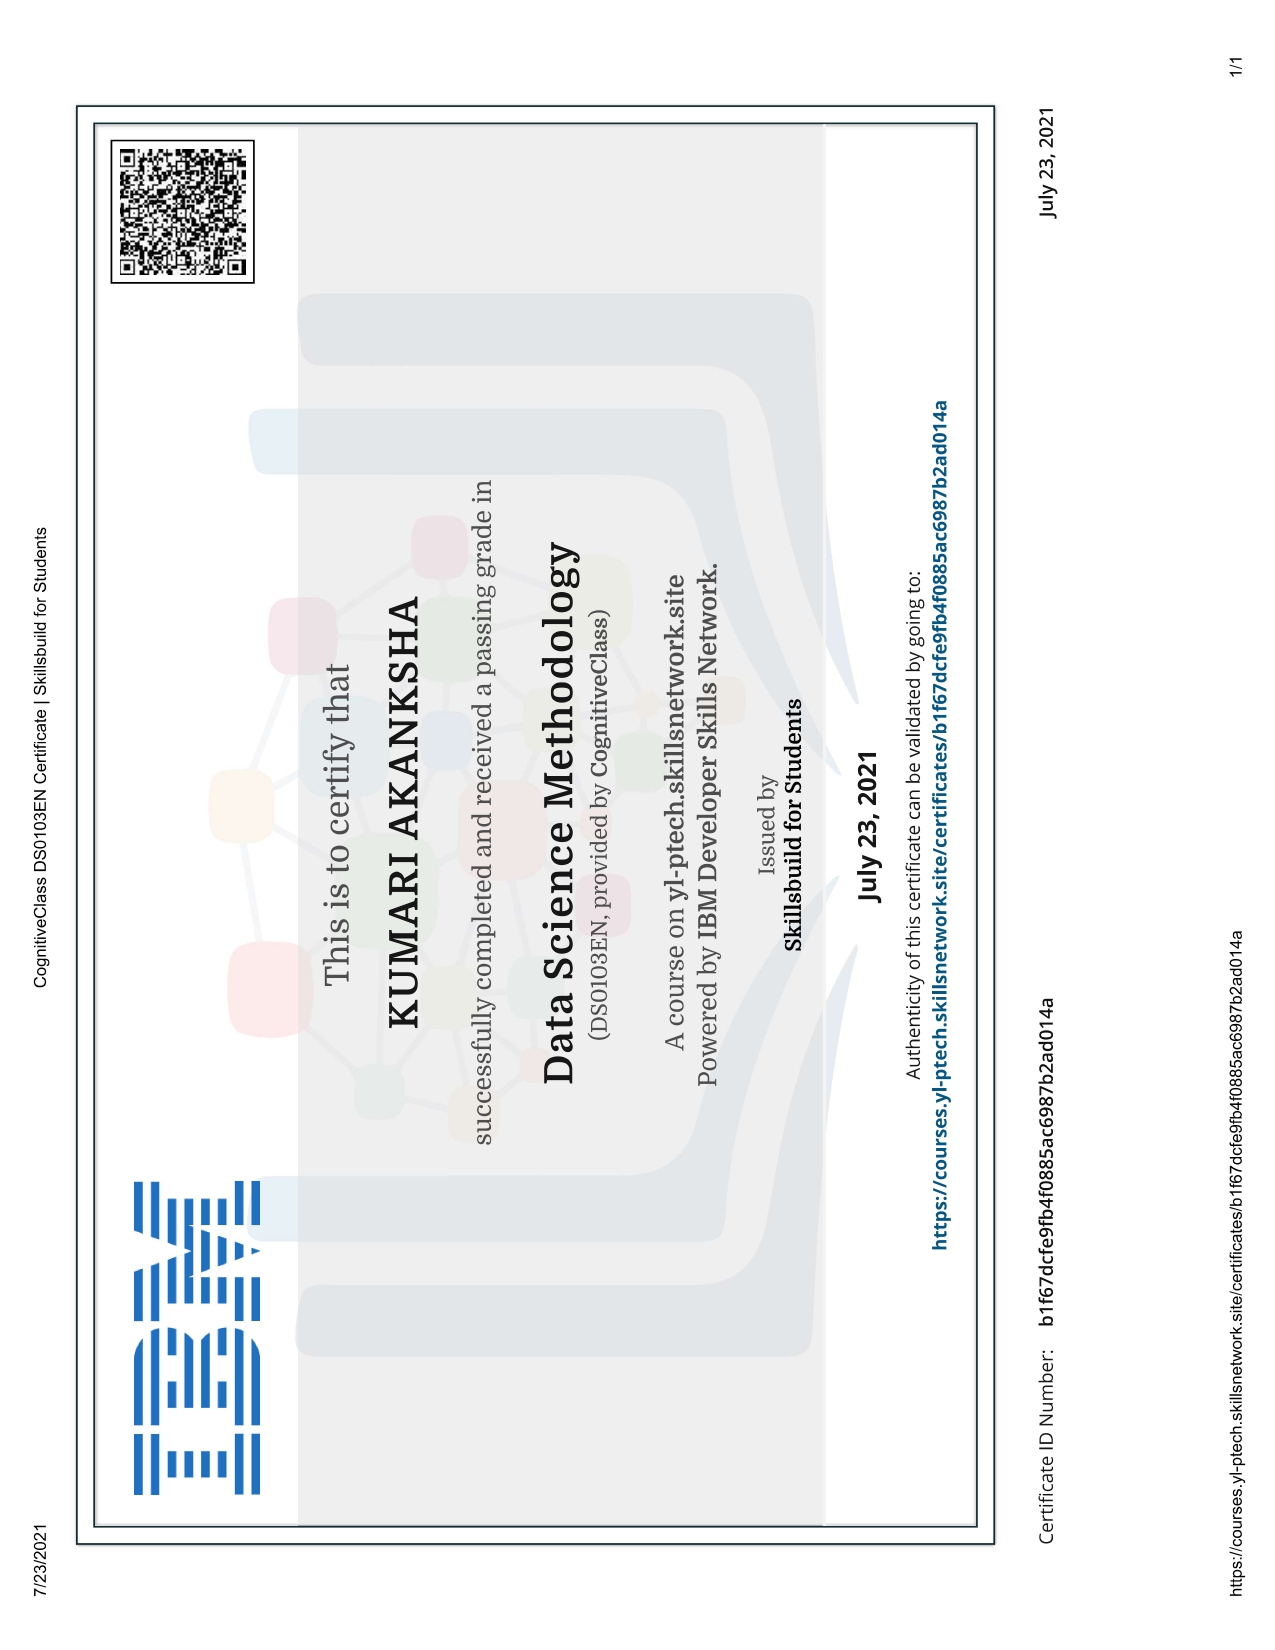 7/23/2021
CognitiveClass DS0103EN Certificate | Skillsbuild for Students
IBM
This is to certify that
KUMARI AKANKSHA
successfully completed and received a passing grade in
Data Science Methodology
(DS0103EN, provided by CognitiveClass)
A course on yl-ptech.skillsnetwork.site
Powered by IBM Developer Skills Network.
Issued by
Skillsbuild for Students
July 23, 2021
Authenticity of this certificate can be validated by going to:
https://courses.yl-ptech.skillsnetwork.site/certificates/b1f67dcfe9fb4f0885ac6987b2ad014a
Certificate ID Number: b1f67dcfe9fb4f0885ac6987b2ad014a
July 23, 2021
https://courses.yl-ptech.skillsnetwork.site/certificates/b1f67dcfe9fb4f0885ac6987b2ad014a
1/1